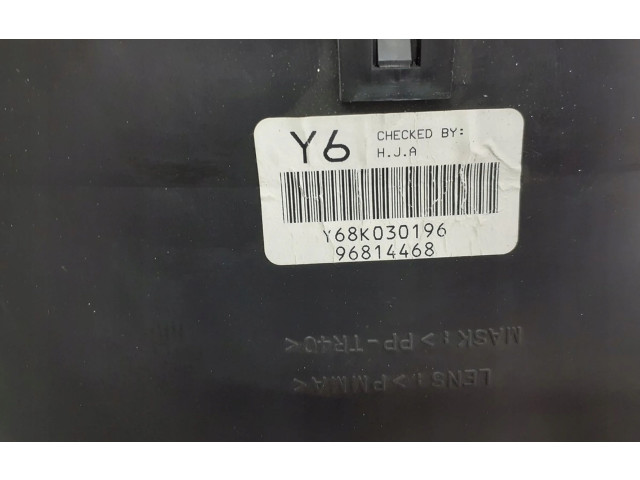 Y6
CHECKED BY:
H.J.A
Y68K030196
96814468
LENS:>PMMA<
MASK:>PP-TR40<